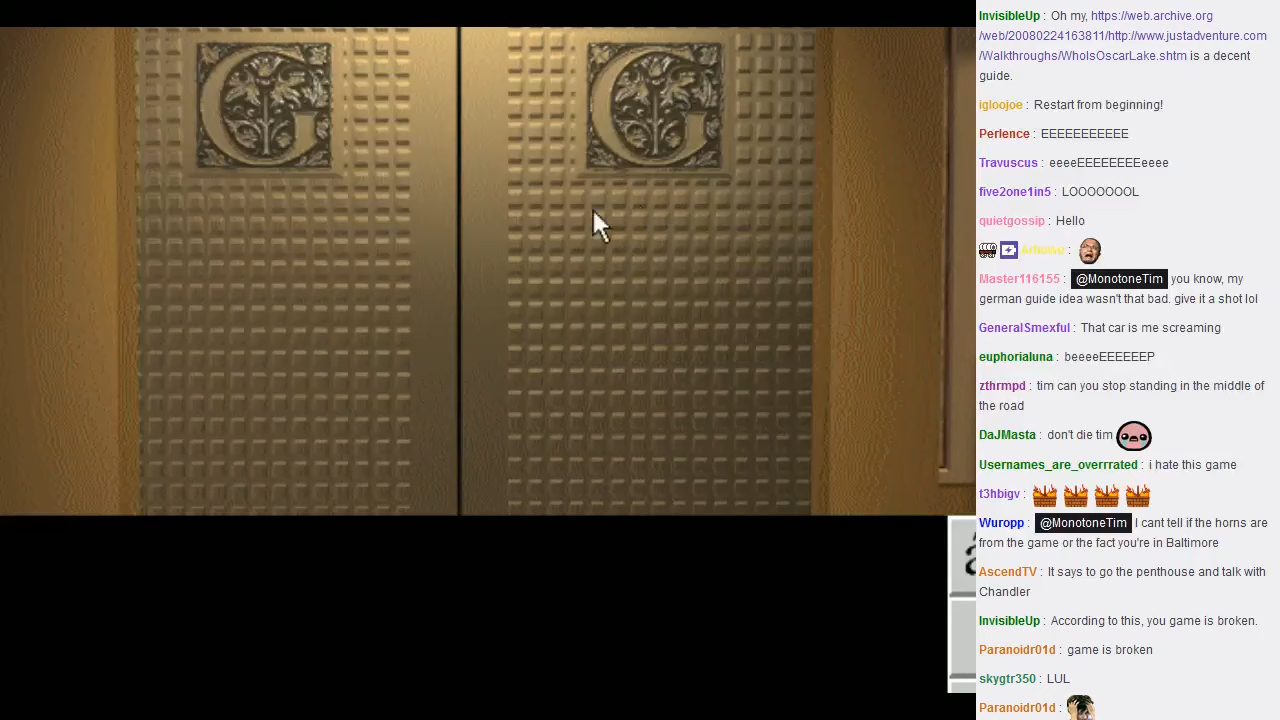 G G
InvisibleUp : Oh my, https://web.archive.org
/web/20080224163811/http://www.justadventure.com
/Walkthroughs/WhoIsOscarLake.shtm is a decent
guide.
igloojoe : Restart from beginning!
Perlence : EEEEEEEEEEE
Travuscus : eeeeEEEEEEEEeeee
five2one1in5 : LOOOOOOOL
quietgossip : Hello
Master116155 : @MonotoneTim you know, my
german guide idea wasn't that bad. give it a shot lol
GeneralSmexful : That car is me screaming
euphorialuna : beeeeEEEEEEP
zthrmpd : tim can you stop standing in the middle of
the road
DaJMasta : don't die tim
Usernames_are_overrrated : i hate this game
t3hbigv :
Wuropp : @MonotoneTim I cant tell if the horns are
from the game or the fact you're in Baltimore
AscendTV : It says to go the penthouse and talk with
Chandler
InvisibleUp : According to this, you game is broken.
Paranoidr01d : game is broken
skygtr350 : LUL
Paranoidr01d :